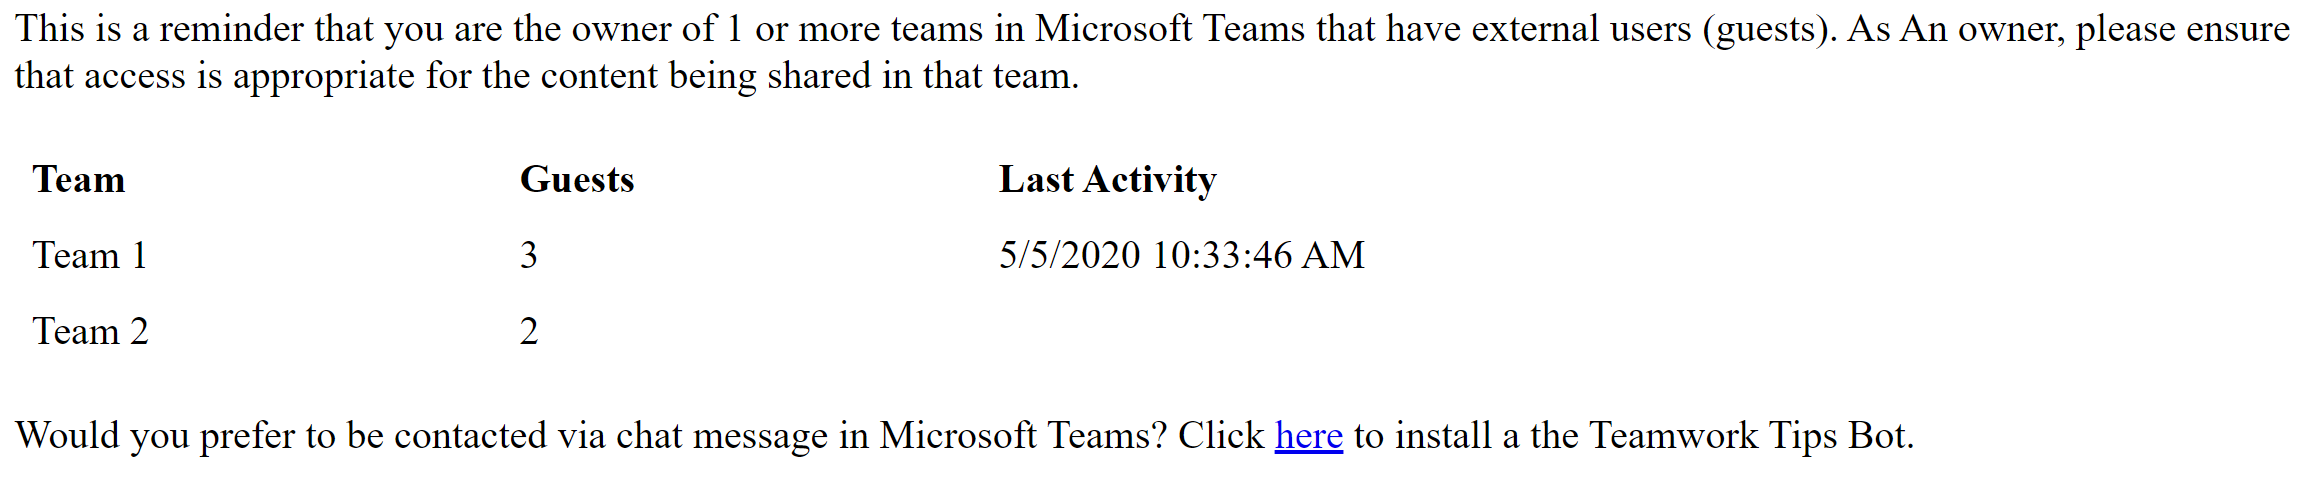 This is a reminder that you are the owner of 1 or more teams in Microsoft Teams that have external users (guests). As An owner, please ensure
that access is appropriate for the content being shared in that team.
Team Guests Last Activity
Team 1 3 5/5/2020 10:33:46 AM
Team 2 2
Would you prefer to be contacted via chat message in Microsoft Teams? Click here to install a the Teamwork Tips Bot.